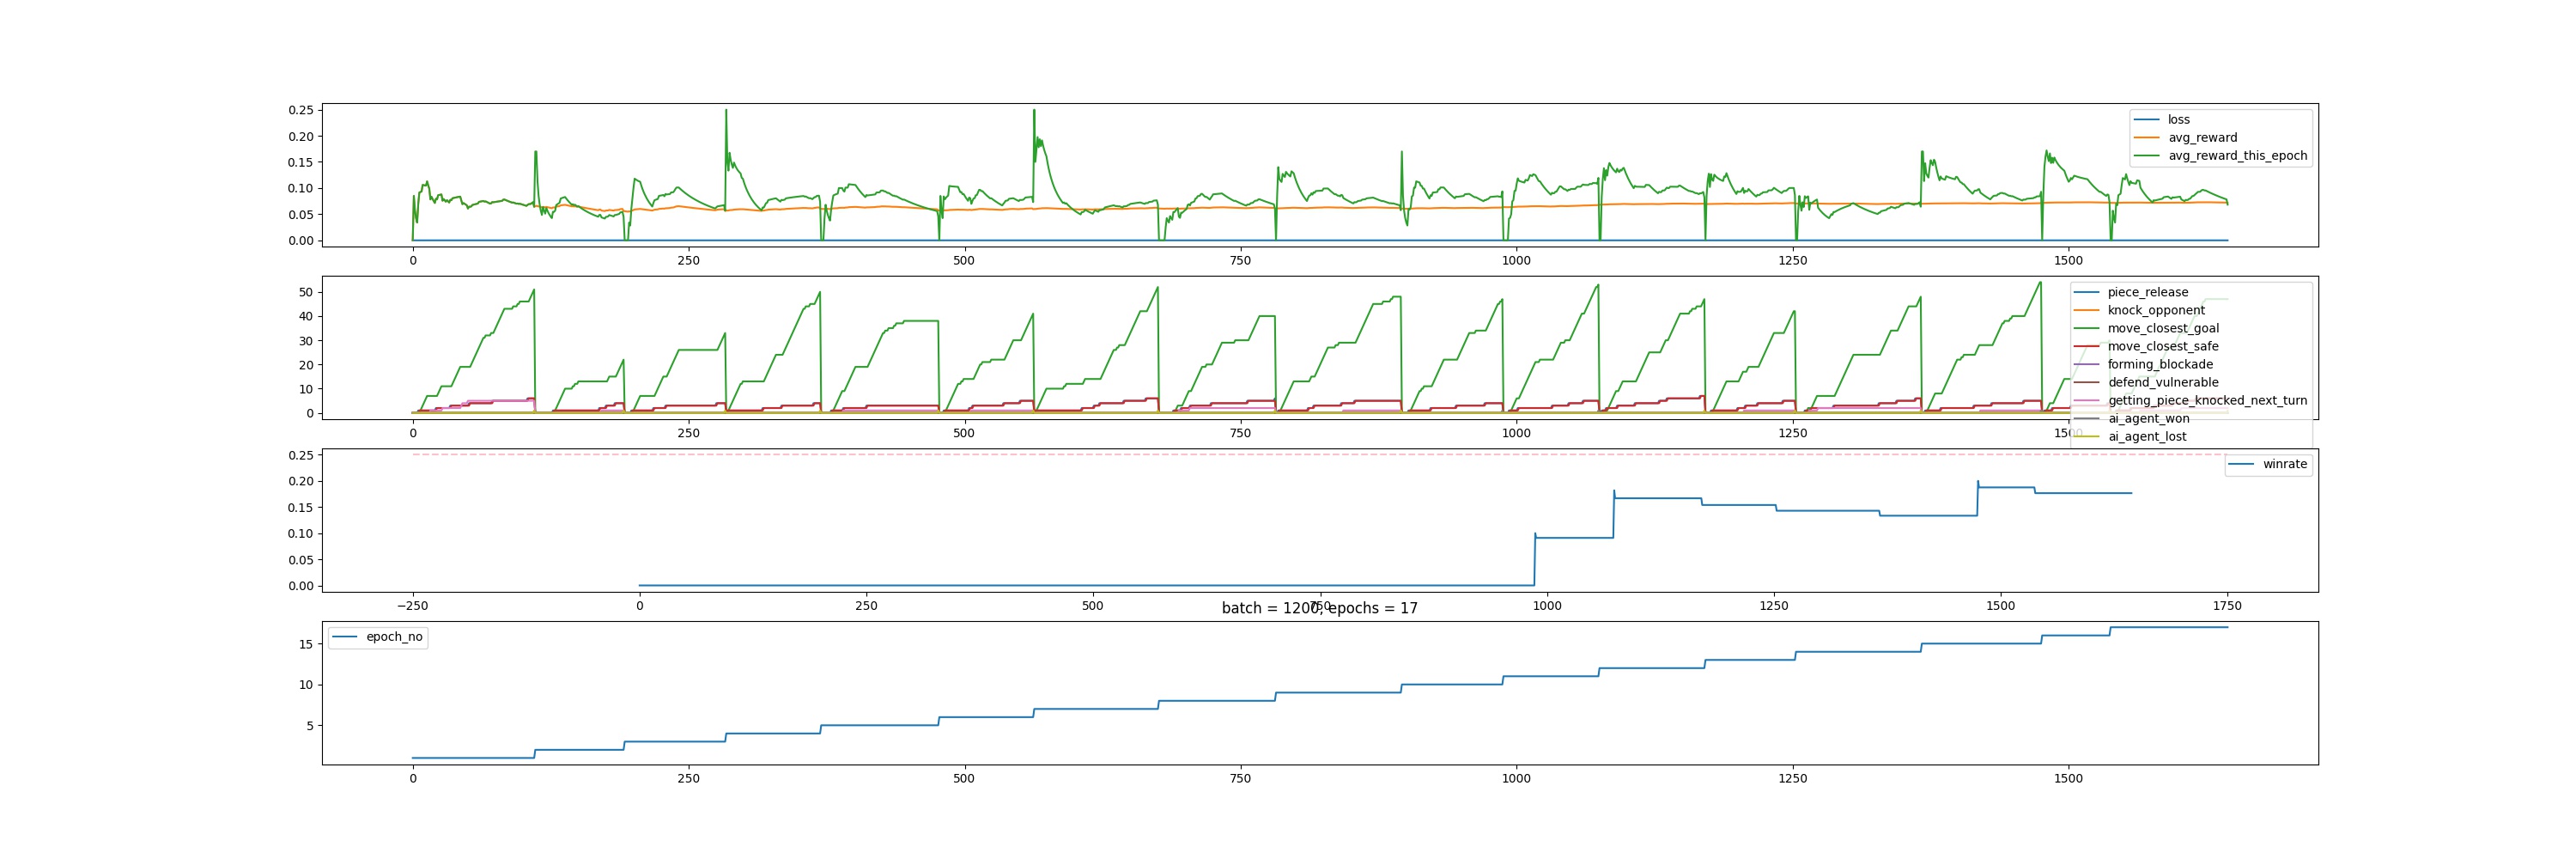 0.25
0.20
0.15
0.10
0.05
0.00
loss
avg_reward
avg_reward_this_epoch
0 250 500 750 1000 1250 1500
50
40
30
20
10
0
piece_release
knock_opponent
move_closest_goal
move_closest_safe
forming_blockade
defend_vulnerable
getting_piece_knocked_next_turn
ai_agent_won
ai_agent_lost
0 250 500 750 1000 1250 1500
0.25
0.20
0.15
0.10
0.05
0.00
winrate
−250 0 250 500 750 1000 1250 1500 1750
batch = 1200, epochs = 17
epoch_no
15
10
5
0 250 500 750 1000 1250 1500